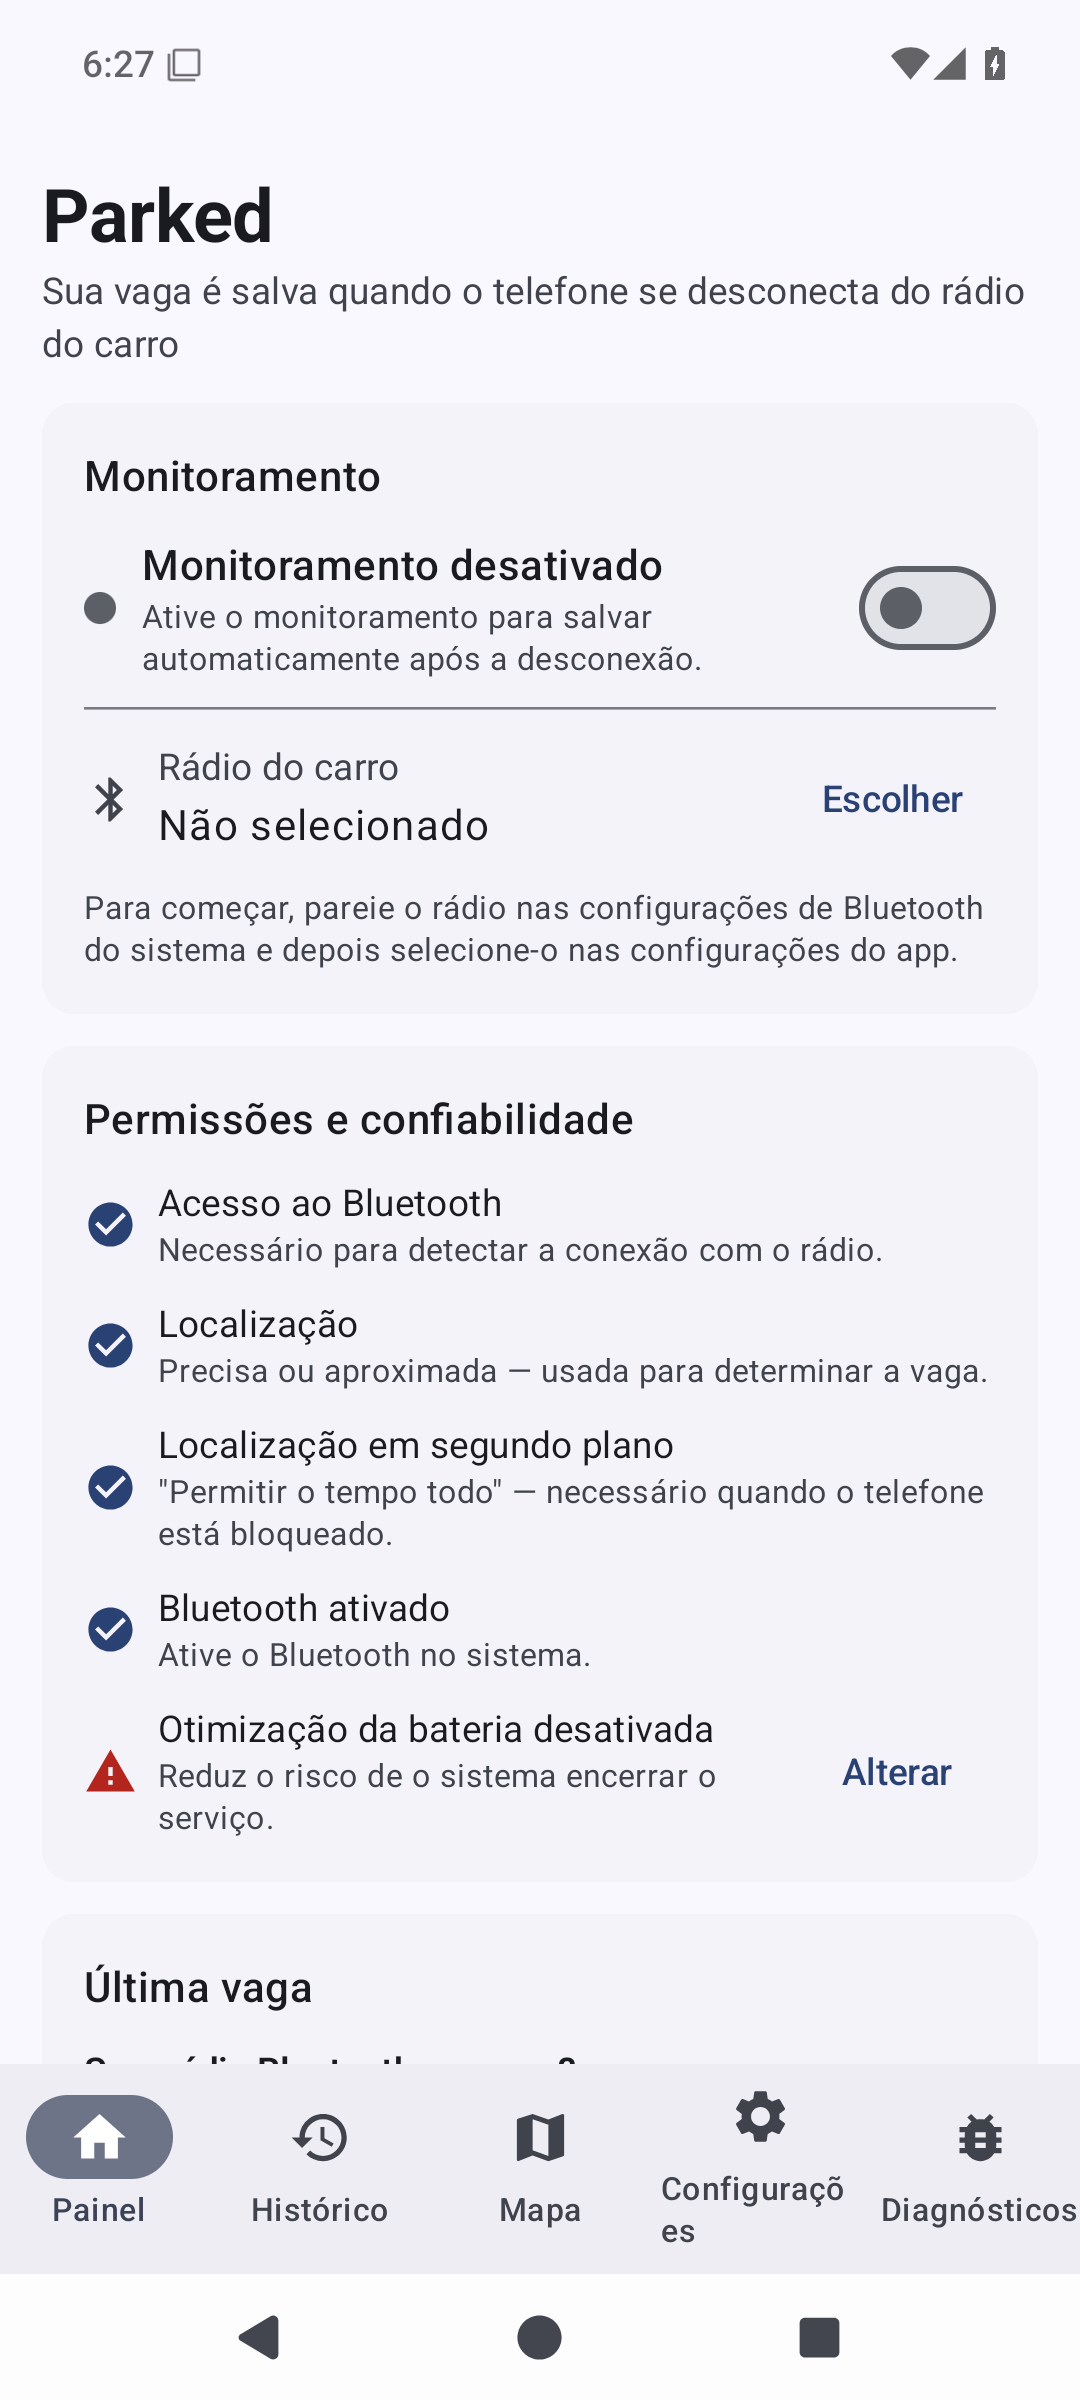 6:27
Parked
Sua vaga é salva quando o telefone se desconecta do rádio
do carro
Monitoramento
Monitoramento desativado
Ative o monitoramento para salvar
automaticamente após a desconexão.
Rádio do carro
Não selecionado
Escolher
Para começar, pareie o rádio nas configurações de Bluetooth
do sistema e depois selecione-o nas configurações do app.
Permissões e confiabilidade
Acesso ao Bluetooth
Necessário para detectar a conexão com o rádio.
Localização
Precisa ou aproximada — usada para determinar a vaga.
Localização em segundo plano
"Permitir o tempo todo" — necessário quando o telefone
está bloqueado.
Bluetooth ativado
Ative o Bluetooth no sistema.
Otimização da bateria desativada
Reduz o risco de o sistema encerrar o
serviço.
Alterar
Última vaga
Painel
Histórico
Mapa
Configuraçõ
es
Diagnósticos